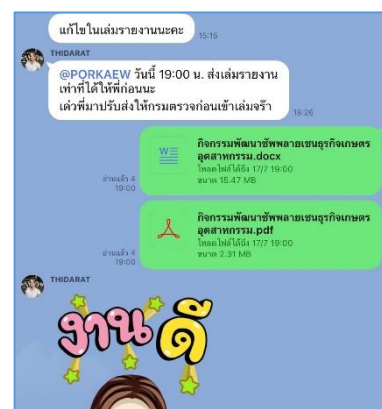 แก้ไขในเล่มรายงานนะคะ
15:15
THIDARAT
@PORKAEW วันนี้ 19:00 น. ส่งเล่มรายงาน
เท่าที่ได้ให้พี่ก่อนนะ
เด๋วพี่มาปรับส่งให้กรมตรวจก่อนเข้าเล่มจร้า
18:26
กิจกรรมพัฒนาซัพพลายเชนธุรกิจเกษตร
อุตสาหกรรม.docx
โหลดไฟล์ได้ถึง 17/7 19:00
ขนาด 15.47 MB
อ่านแล้ว 4
19:00
กิจกรรมพัฒนาซัพพลายเชนธุรกิจเกษตร
อุตสาหกรรม.pdf
โหลดไฟล์ได้ถึง 17/7 19:00
ขนาด 2.31 MB
อ่านแล้ว 4
19:00
THIDARAT
งานดี